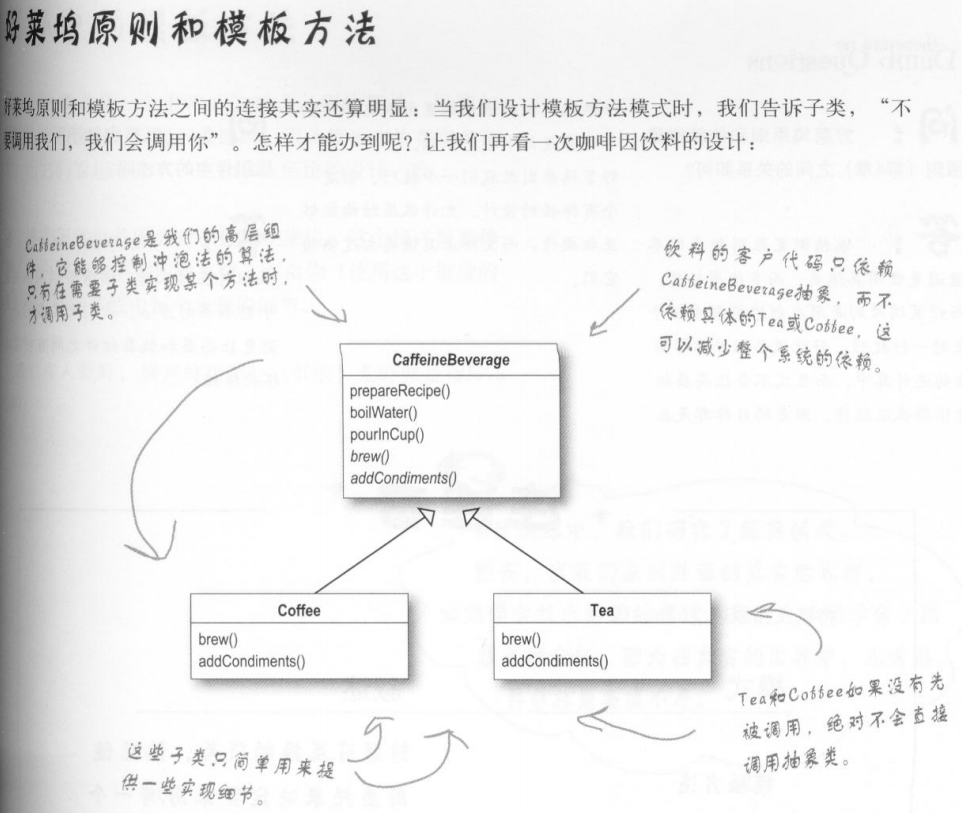 好莱坞原则和模板方法
好莱坞原则和模板方法之间的连接其实还算明显：当我们设计模板方法模式时，我们告诉子类，“不
要调用我们，我们会调用你”。怎样才能办到呢？让我们再看一次咖啡因饮料的设计：
CaffeineBeverage是我们的高层组
件，它能够控制冲泡法的算法，
只有在需要子类实现某个方法时，
才调用子类。
饮料的客户代码只依赖
CaffeineBeverage抽象，而不
依赖具体的Tea或Coffee，这
可以减少整个系统的依赖。
CaffeineBeverage
prepareRecipe()
boilWater()
pourInCup()
brew()
addCondiments()
Coffee
brew()
addCondiments()
Tea
brew()
addCondiments()
Tea和Coffee如果没有先
被调用，绝对不会直接
调用抽象类。
这些子类只简单用来提
供一些实现细节。